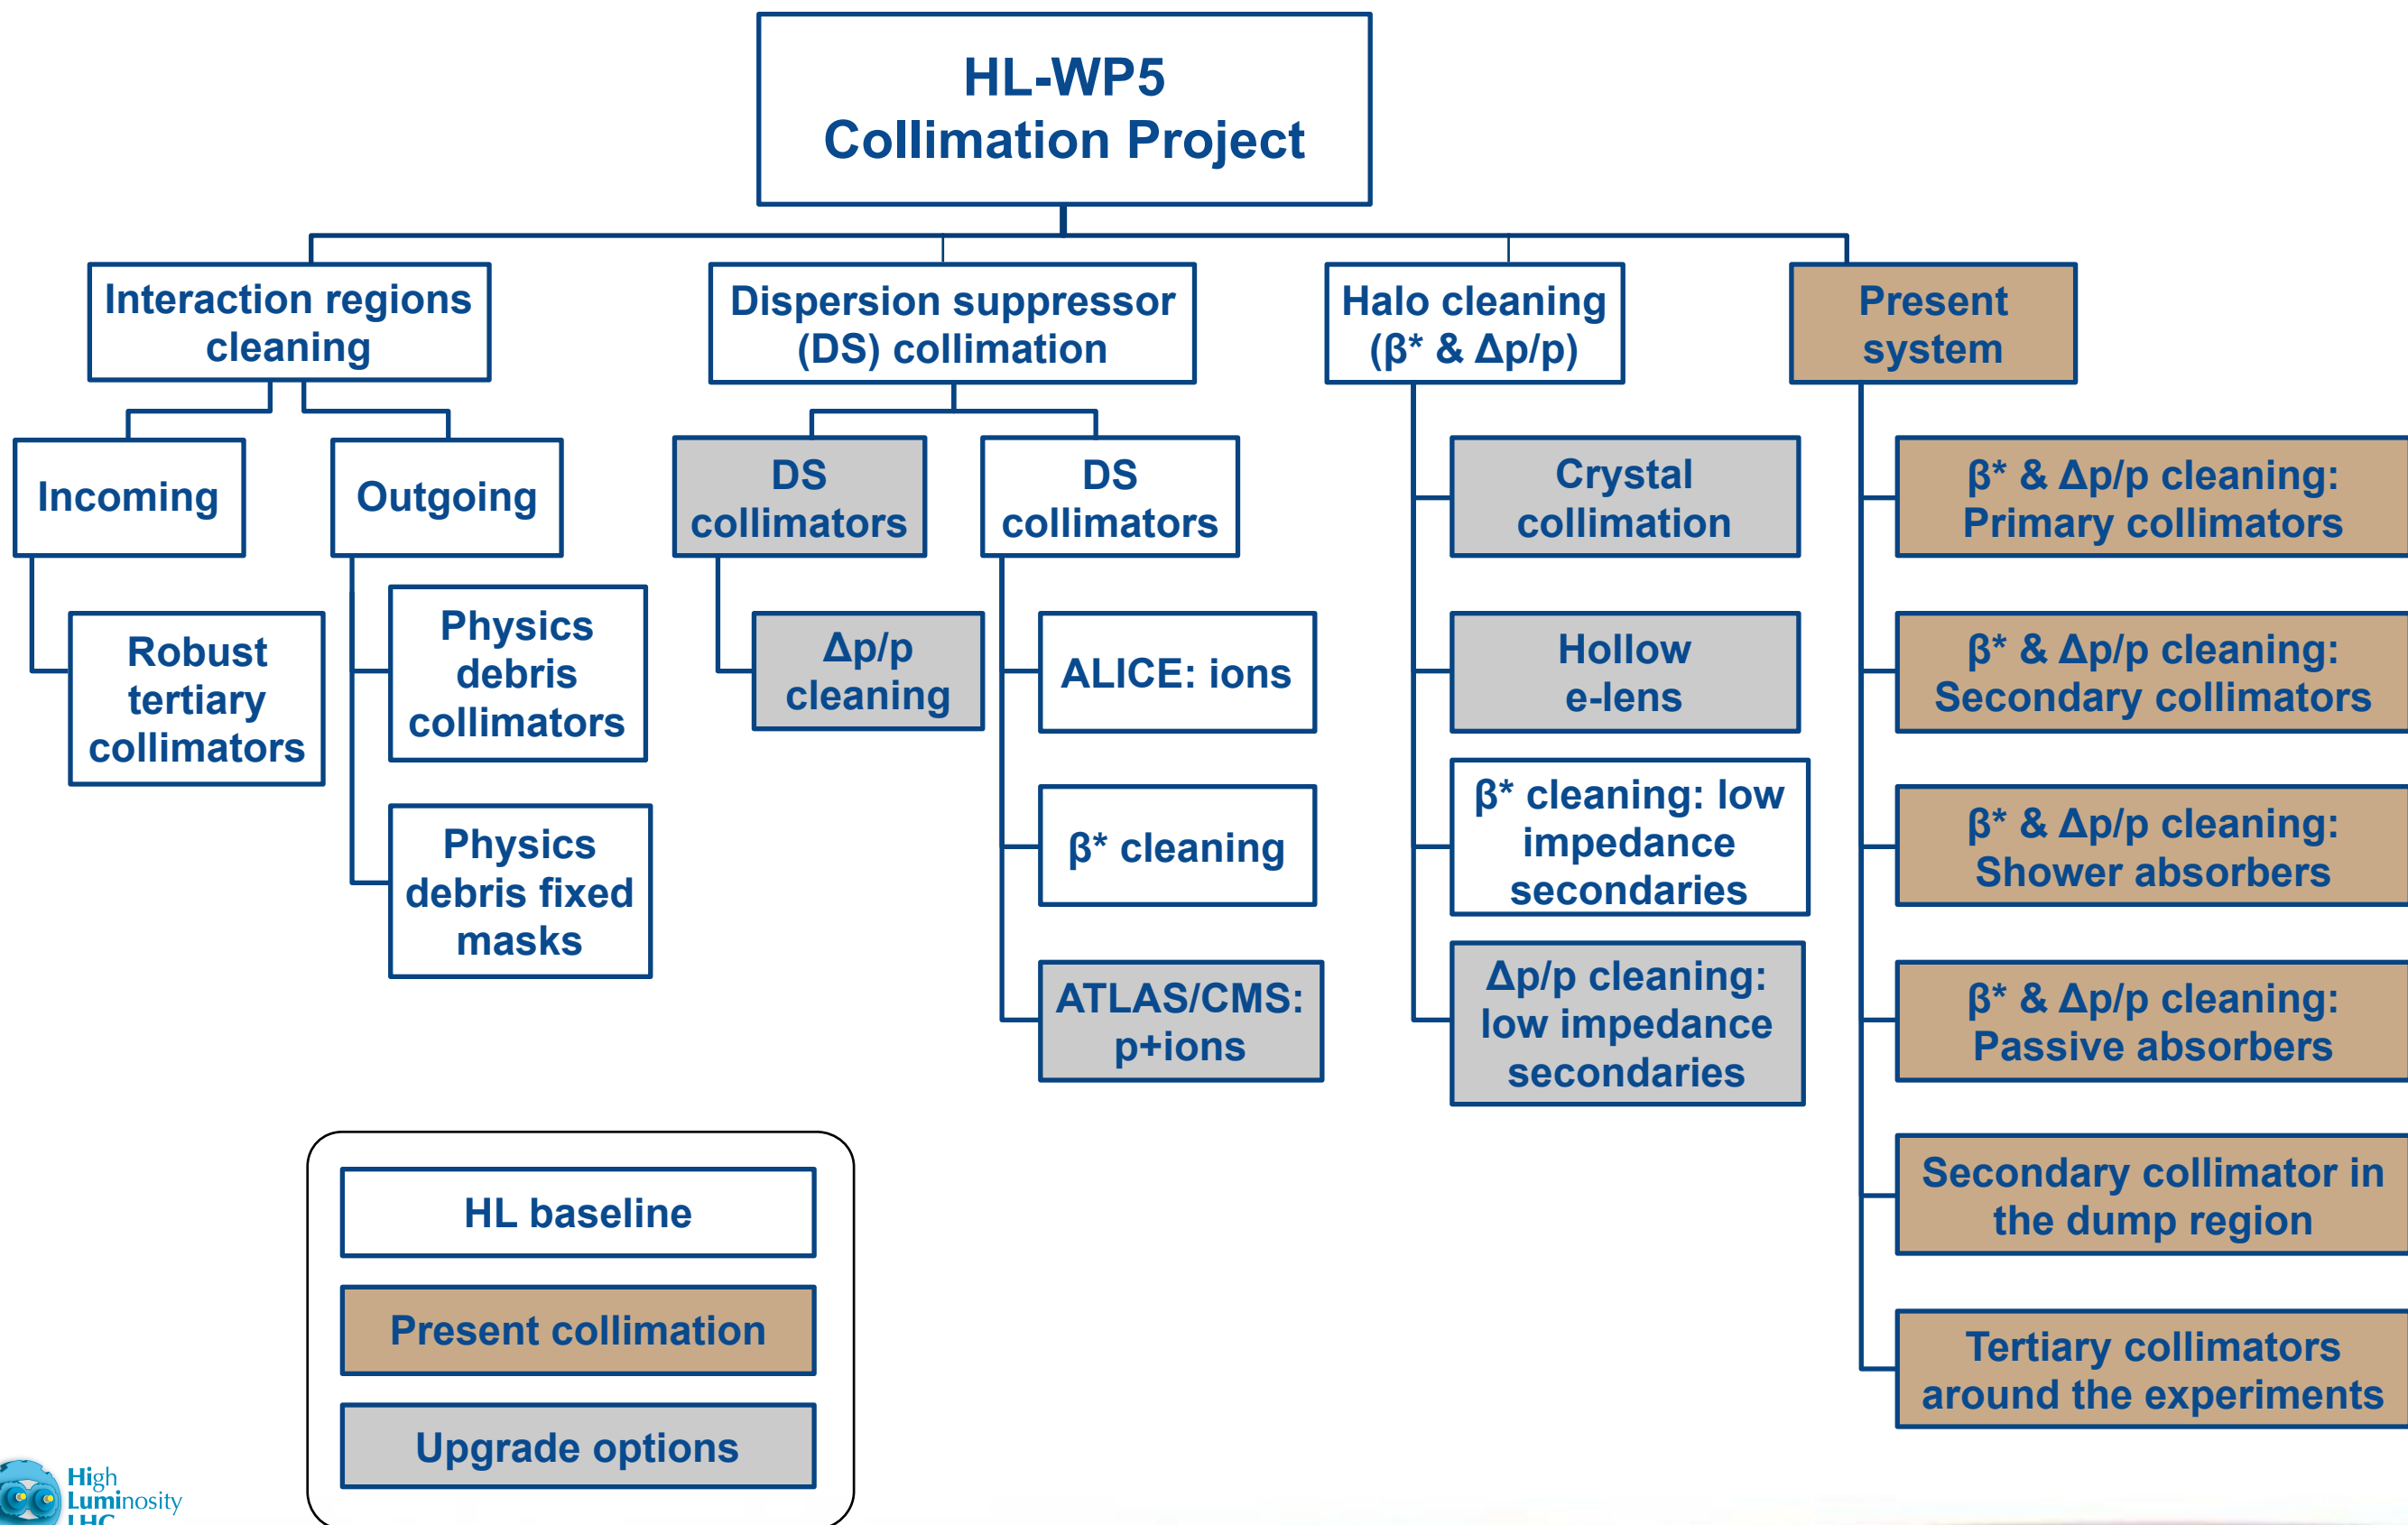 HL-WP5
Collimation Project
Interaction regions
cleaning
Dispersion suppressor
(DS) collimation
Halo cleaning
(β* & Δp/p)
Present
system
Incoming
Outgoing
DS
collimators
DS
collimators
Crystal
collimation
β* & Δp/p cleaning:
Primary collimators
Robust
tertiary
collimators
Physics
debris
collimators
Δp/p
cleaning
ALICE: ions
Hollow
e-lens
β* & Δp/p cleaning:
Secondary collimators
Physics
debris fixed
masks
β* cleaning
β* cleaning: low
impedance
secondaries
β* & Δp/p cleaning:
Shower absorbers
ATLAS/CMS:
p+ions
Δp/p cleaning:
low impedance
secondaries
β* & Δp/p cleaning:
Passive absorbers
Secondary collimator in
the dump region
Tertiary collimators
around the experiments
HL baseline
Present collimation
Upgrade options
High
Luminosity
LHC